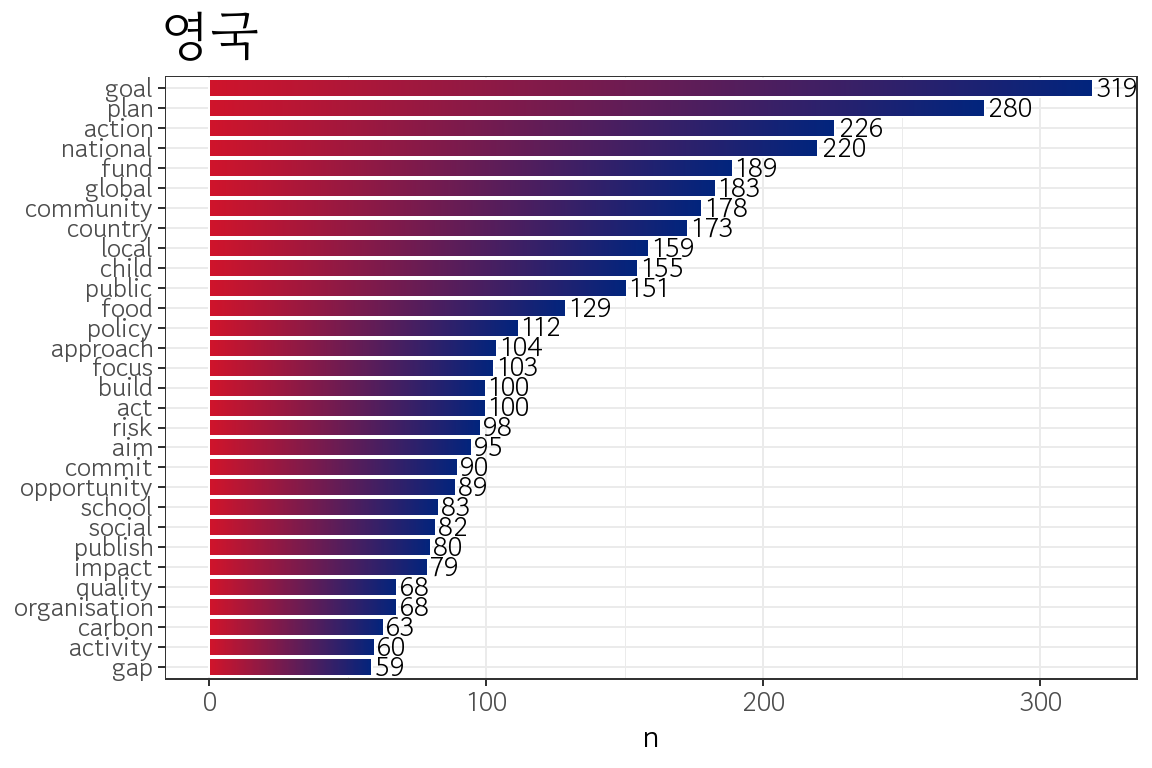 영국
goal 319
plan 280
action 226
national 220
fund 189
global 183
community 178
country 173
local 159
child 155
public 151
food 129
policy 112
approach 104
focus 103
build 100
act 100
risk 98
aim 95
commit 90
opportunity 89
school 83
social 82
publish 80
impact 79
quality 68
organisation 68
carbon 63
activity 60
gap 59
0 100 200 300
n